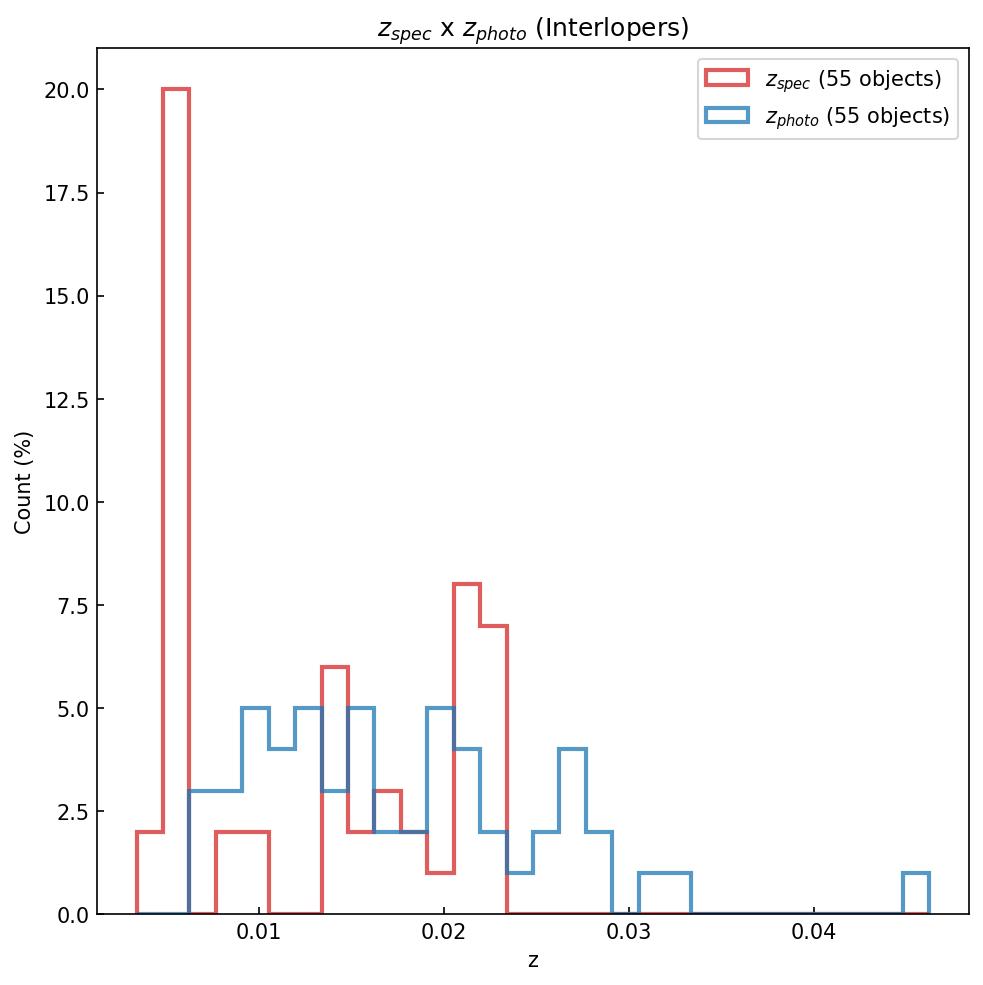 z_spec x z_photo (Interlopers)
z_spec (55 objects)
z_photo (55 objects)
Count (%)
20.0
17.5
15.0
12.5
10.0
7.5
5.0
2.5
0.0
0.01 0.02 0.03 0.04
z